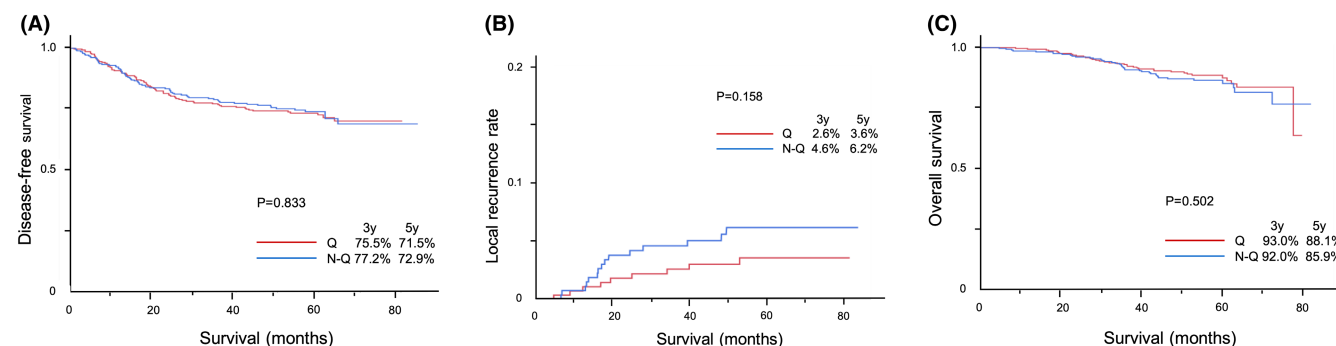 (A)
1.0
0.5
0
Disease-free survival
P=0.833
3y 5y
Q 75.5% 71.5%
N-Q 77.2% 72.9%
0 20 40 60 80
Survival (months)
(B)
0.2
0.1
0
Local recurrence rate
P=0.158
3y 5y
Q 2.6% 3.6%
N-Q 4.6% 6.2%
0 20 40 60 80
Survival (months)
(C)
1.0
0.5
0
Overall survival
P=0.502
3y 5y
Q 93.0% 88.1%
N-Q 92.0% 85.9%
0 20 40 60 80
Survival (months)